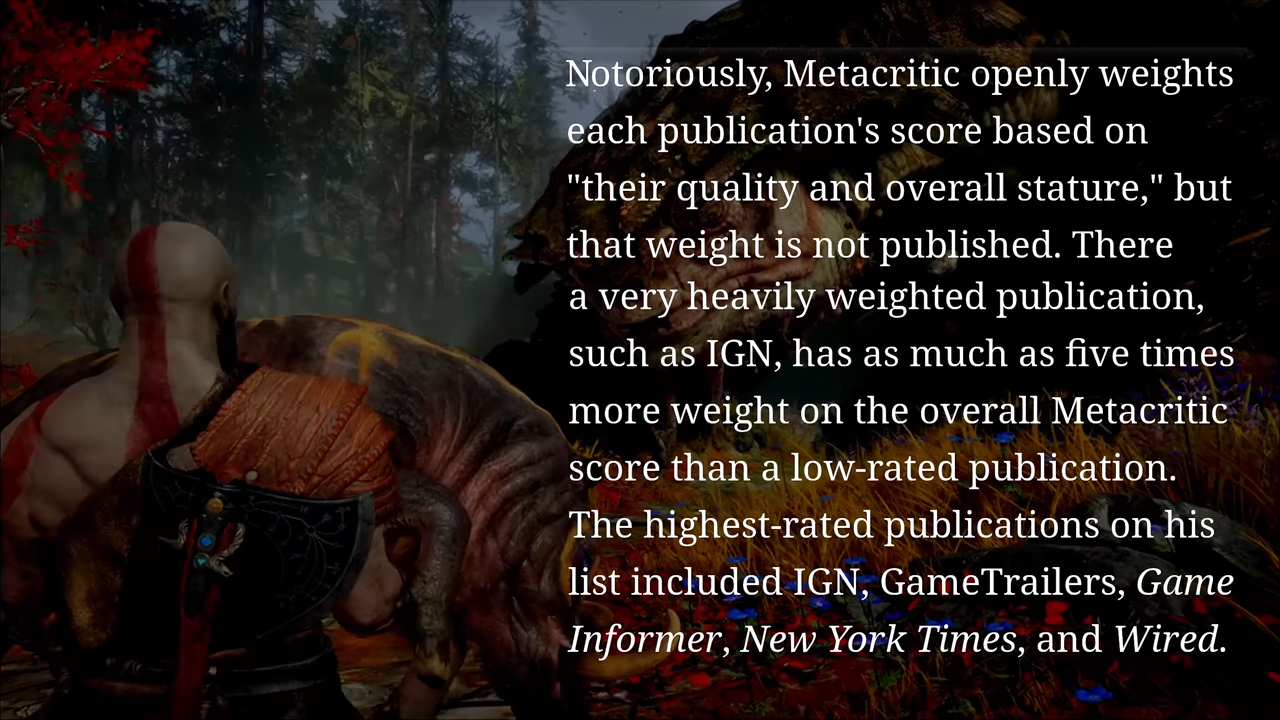 Notoriously, Metacritic openly weights
each publication's score based on
"their quality and overall stature," but
that weight is not published. There
a very heavily weighted publication,
such as IGN, has as much as five times
more weight on the overall Metacritic
score than a low-rated publication.
The highest-rated publications on his
list included IGN, GameTrailers, Game
Informer, New York Times, and Wired.